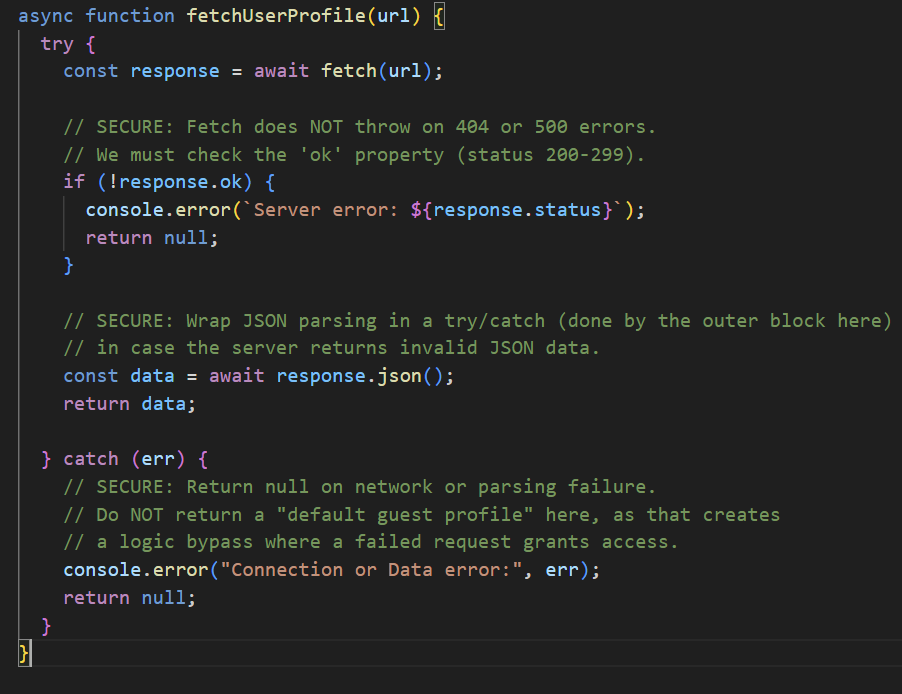 async function fetchUserProfile(url) {
try {
const response = await fetch(url);
// SECURE: Fetch does NOT throw on 404 or 500 errors.
// We must check the 'ok' property (status 200-299).
if (!response.ok) {
console.error(`Server error: ${response.status}`);
return null;
}
// SECURE: Wrap JSON parsing in a try/catch (done by the outer block here)
// in case the server returns invalid JSON data.
const data = await response.json();
return data;
} catch (err) {
// SECURE: Return null on network or parsing failure.
// Do NOT return a "default guest profile" here, as that creates
// a logic bypass where a failed request grants access.
console.error("Connection or Data error:", err);
return null;
}
}